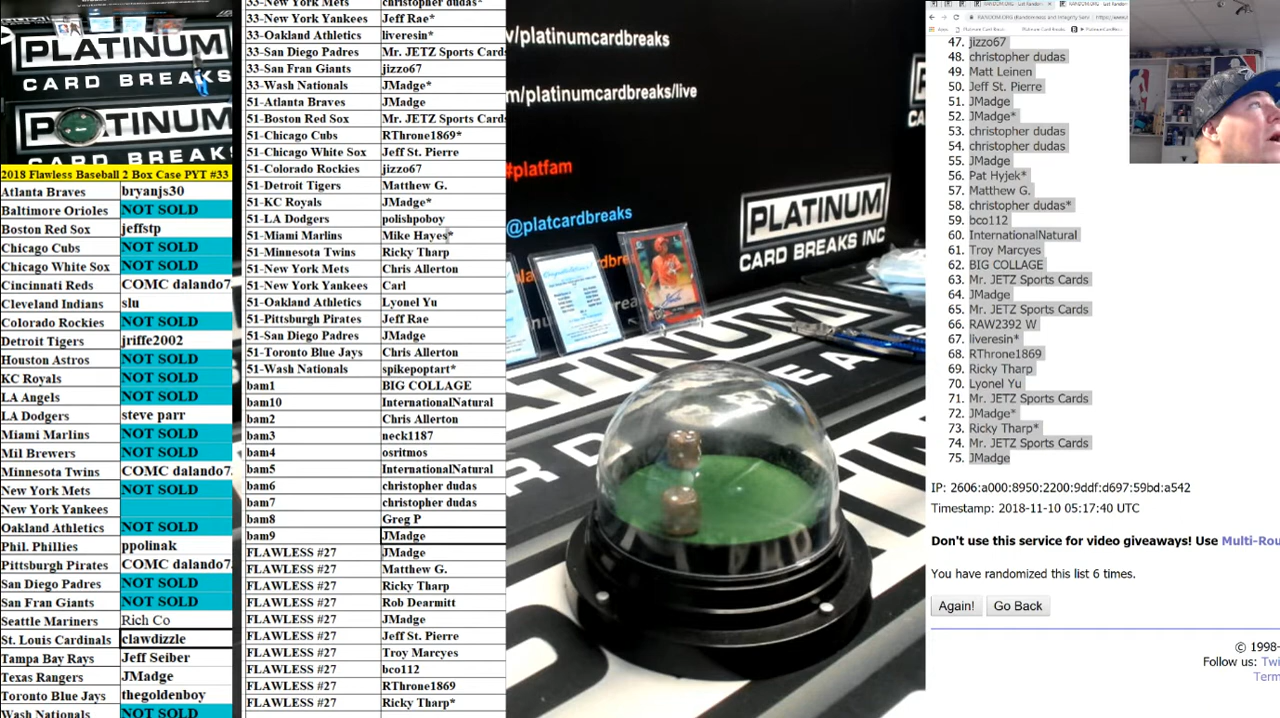 PLATINUM
CARD BREAKS
PLATINUM
CARD BREAKS
2018 Flawless Baseball 2 Box Case PYT #33
Atlanta Braves bryanjs30
Baltimore Orioles NOT SOLD
Boston Red Sox jeffstp
Chicago Cubs NOT SOLD
Chicago White Sox NOT SOLD
Cincinnati Reds COMC dalando7
Cleveland Indians slu
Colorado Rockies NOT SOLD
Detroit Tigers jriffe2002
Houston Astros NOT SOLD
KC Royals NOT SOLD
LA Angels NOT SOLD
LA Dodgers steve parr
Miami Marlins NOT SOLD
Mil Brewers NOT SOLD
Minnesota Twins COMC dalando7
New York Mets NOT SOLD
New York Yankees
Oakland Athletics NOT SOLD
Phil. Phillies ppolinak
Pittsburgh Pirates COMC dalando7
San Diego Padres NOT SOLD
San Fran Giants NOT SOLD
Seattle Mariners Rich Co
St. Louis Cardinals clawdizzle
Tampa Bay Rays Jeff Seiber
Texas Rangers JMadge
Toronto Blue Jays thegoldenboy
Wash Nationals NOT SOLD
33-New York Mets christopher dudas*
33-New York Yankees Jeff Rae*
33-Oakland Athletics liveresin*
33-San Diego Padres Mr. JETZ Sports Cards
33-San Fran Giants jizzo67
33-Wash Nationals JMadge*
51-Atlanta Braves JMadge
51-Boston Red Sox Mr. JETZ Sports Cards
51-Chicago Cubs RThrone1869*
51-Chicago White Sox Jeff St. Pierre
51-Colorado Rockies jizzo67
51-Detroit Tigers Matthew G.
51-KC Royals JMadge*
51-LA Dodgers polishpoboy
51-Miami Marlins Mike Hayes*
51-Minnesota Twins Ricky Tharp
51-New York Mets Chris Allerton
51-New York Yankees Carl
51-Oakland Athletics Lyonel Yu
51-Pittsburgh Pirates Jeff Rae
51-San Diego Padres JMadge
51-Toronto Blue Jays Chris Allerton
51-Wash Nationals spikepoptart*
bam1 BIG COLLAGE
bam10 InternationalNatural
bam2 Chris Allerton
bam3 neck1187
bam4 osritmos
bam5 InternationalNatural
bam6 christopher dudas
bam7 christopher dudas
bam8 Greg P
bam9 JMadge
FLAWLESS #27 JMadge
FLAWLESS #27 Matthew G.
FLAWLESS #27 Ricky Tharp
FLAWLESS #27 Rob Dearmitt
FLAWLESS #27 JMadge
FLAWLESS #27 Jeff St. Pierre
FLAWLESS #27 Troy Marcyes
FLAWLESS #27 bco112
FLAWLESS #27 RThrone1869
FLAWLESS #27 Ricky Tharp*
v/platinumcardbreaks
m/platinumcardbreaks/live
#platfam
@platcardbreaks
PLATINUM
CARD BREAKS INC
47. jizzo67
48. christopher dudas
49. Matt Leinen
50. Jeff St. Pierre
51. JMadge
52. JMadge*
53. christopher dudas
54. christopher dudas
55. JMadge
56. Pat Hyjek*
57. Matthew G.
58. christopher dudas*
59. bco112
60. InternationalNatural
61. Troy Marcyes
62. BIG COLLAGE
63. Mr. JETZ Sports Cards
64. JMadge
65. Mr. JETZ Sports Cards
66. RAW2392 W
67. liveresin*
68. RThrone1869
69. Ricky Tharp
70. Lyonel Yu
71. Mr. JETZ Sports Cards
72. JMadge*
73. Ricky Tharp*
74. Mr. JETZ Sports Cards
75. JMadge
IP: 2606:a000:8950:2200:9ddf:d697:59bd:a542
Timestamp: 2018-11-10 05:17:40 UTC
Don't use this service for video giveaways! Use Multi-Rou
You have randomized this list 6 times.
Again! Go Back
© 1998-
Follow us: Twi
Term